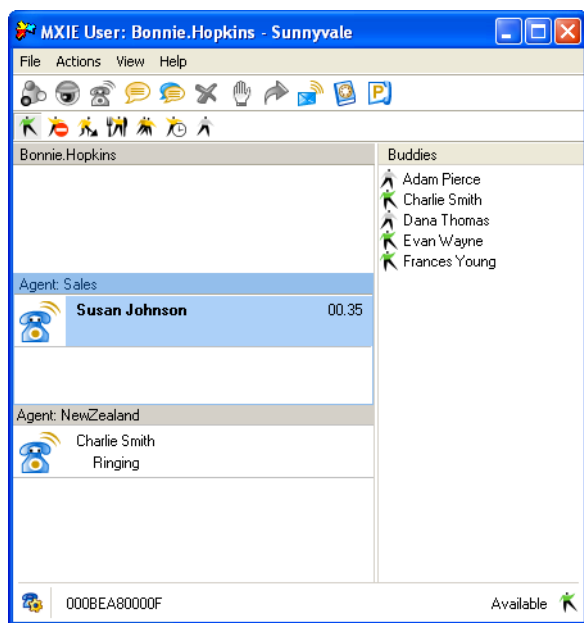 MXIE User: Bonnie.Hopkins - Sunnyvale
File Actions View Help
Bonnie.Hopkins
Agent: Sales
Susan Johnson 00.35
Agent: NewZealand
Charlie Smith
Ringing
Buddies
Adam Pierce
Charlie Smith
Dana Thomas
Evan Wayne
Frances Young
000BEA80000F
Available